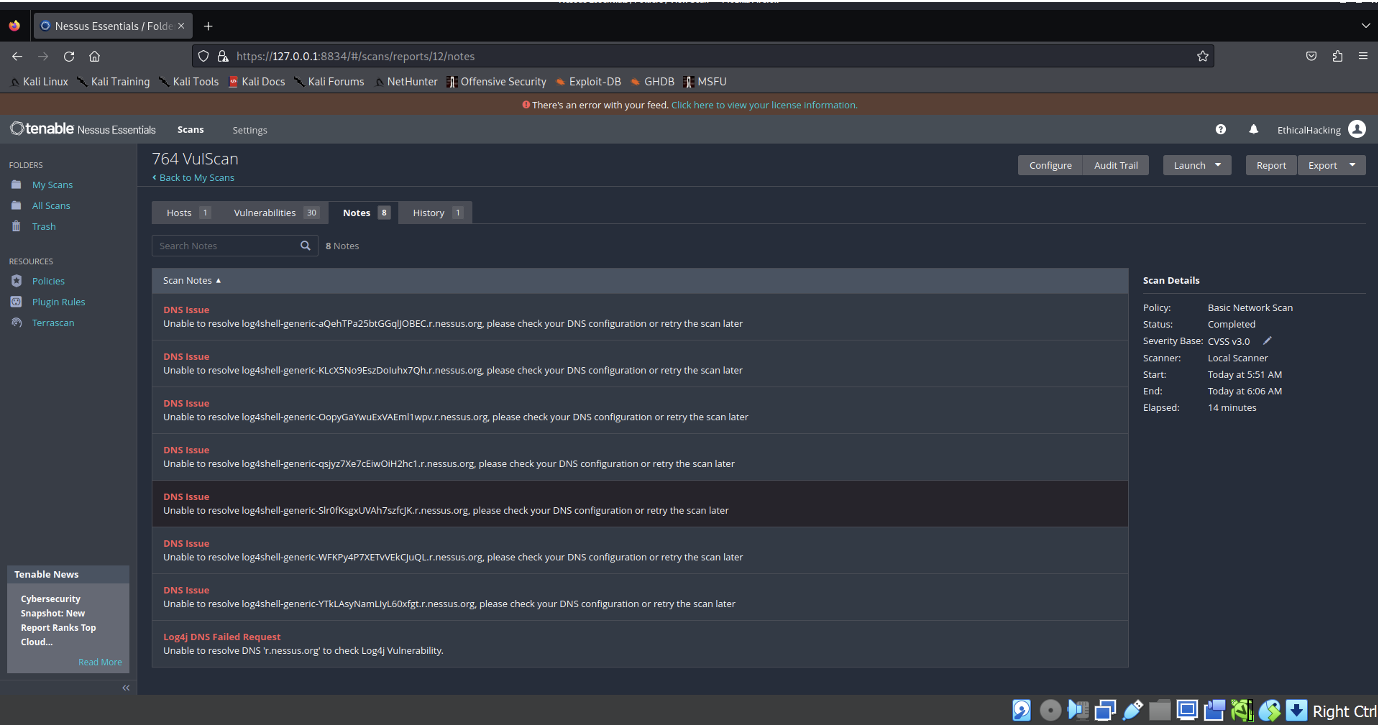 Nessus Essentials / Folde
https://127.0.0.1:8834/#/scans/reports/12/notes
Kali Linux Kali Training Kali Tools Kali Docs Kali Forums NetHunter Offensive Security Exploit-DB GHDB MSFU
There's an error with your feed. Click here to view your license information.
tenable Nessus Essentials Scans Settings EthicalHacking
FOLDERS
My Scans
All Scans
Trash
RESOURCES
Policies
Plugin Rules
Terrascan
Tenable News
Cybersecurity
Snapshot: New
Report Ranks Top
Cloud...
Read More
764 VulScan
< Back to My Scans
Configure Audit Trail Launch Report Export
Hosts 1 Vulnerabilities 30 Notes 8 History 1
Search Notes 8 Notes
Scan Notes
DNS Issue
Unable to resolve log4shell-generic-aQehTPa25btGGqljOBEC.r.nessus.org, please check your DNS configuration or retry the scan later
DNS Issue
Unable to resolve log4shell-generic-KLcX5No9EszDoIuhx7Qh.r.nessus.org, please check your DNS configuration or retry the scan later
DNS Issue
Unable to resolve log4shell-generic-OopyGaYwuExVAEml1wpv.r.nessus.org, please check your DNS configuration or retry the scan later
DNS Issue
Unable to resolve log4shell-generic-qsjyz7Xe7cEiwOiH2hc1.r.nessus.org, please check your DNS configuration or retry the scan later
DNS Issue
Unable to resolve log4shell-generic-Slr0fKsgxUVAh7szfcJK.r.nessus.org, please check your DNS configuration or retry the scan later
DNS Issue
Unable to resolve log4shell-generic-WFKPy4P7XETvVEkCJuQL.r.nessus.org, please check your DNS configuration or retry the scan later
DNS Issue
Unable to resolve log4shell-generic-YTkLAsyNamLIyL60xfgt.r.nessus.org, please check your DNS configuration or retry the scan later
Log4j DNS Failed Request
Unable to resolve DNS 'r.nessus.org' to check Log4j Vulnerability.
Scan Details
Policy: Basic Network Scan
Status: Completed
Severity Base: CVSS v3.0
Scanner: Local Scanner
Start: Today at 5:51 AM
End: Today at 6:06 AM
Elapsed: 14 minutes
Right Ctrl